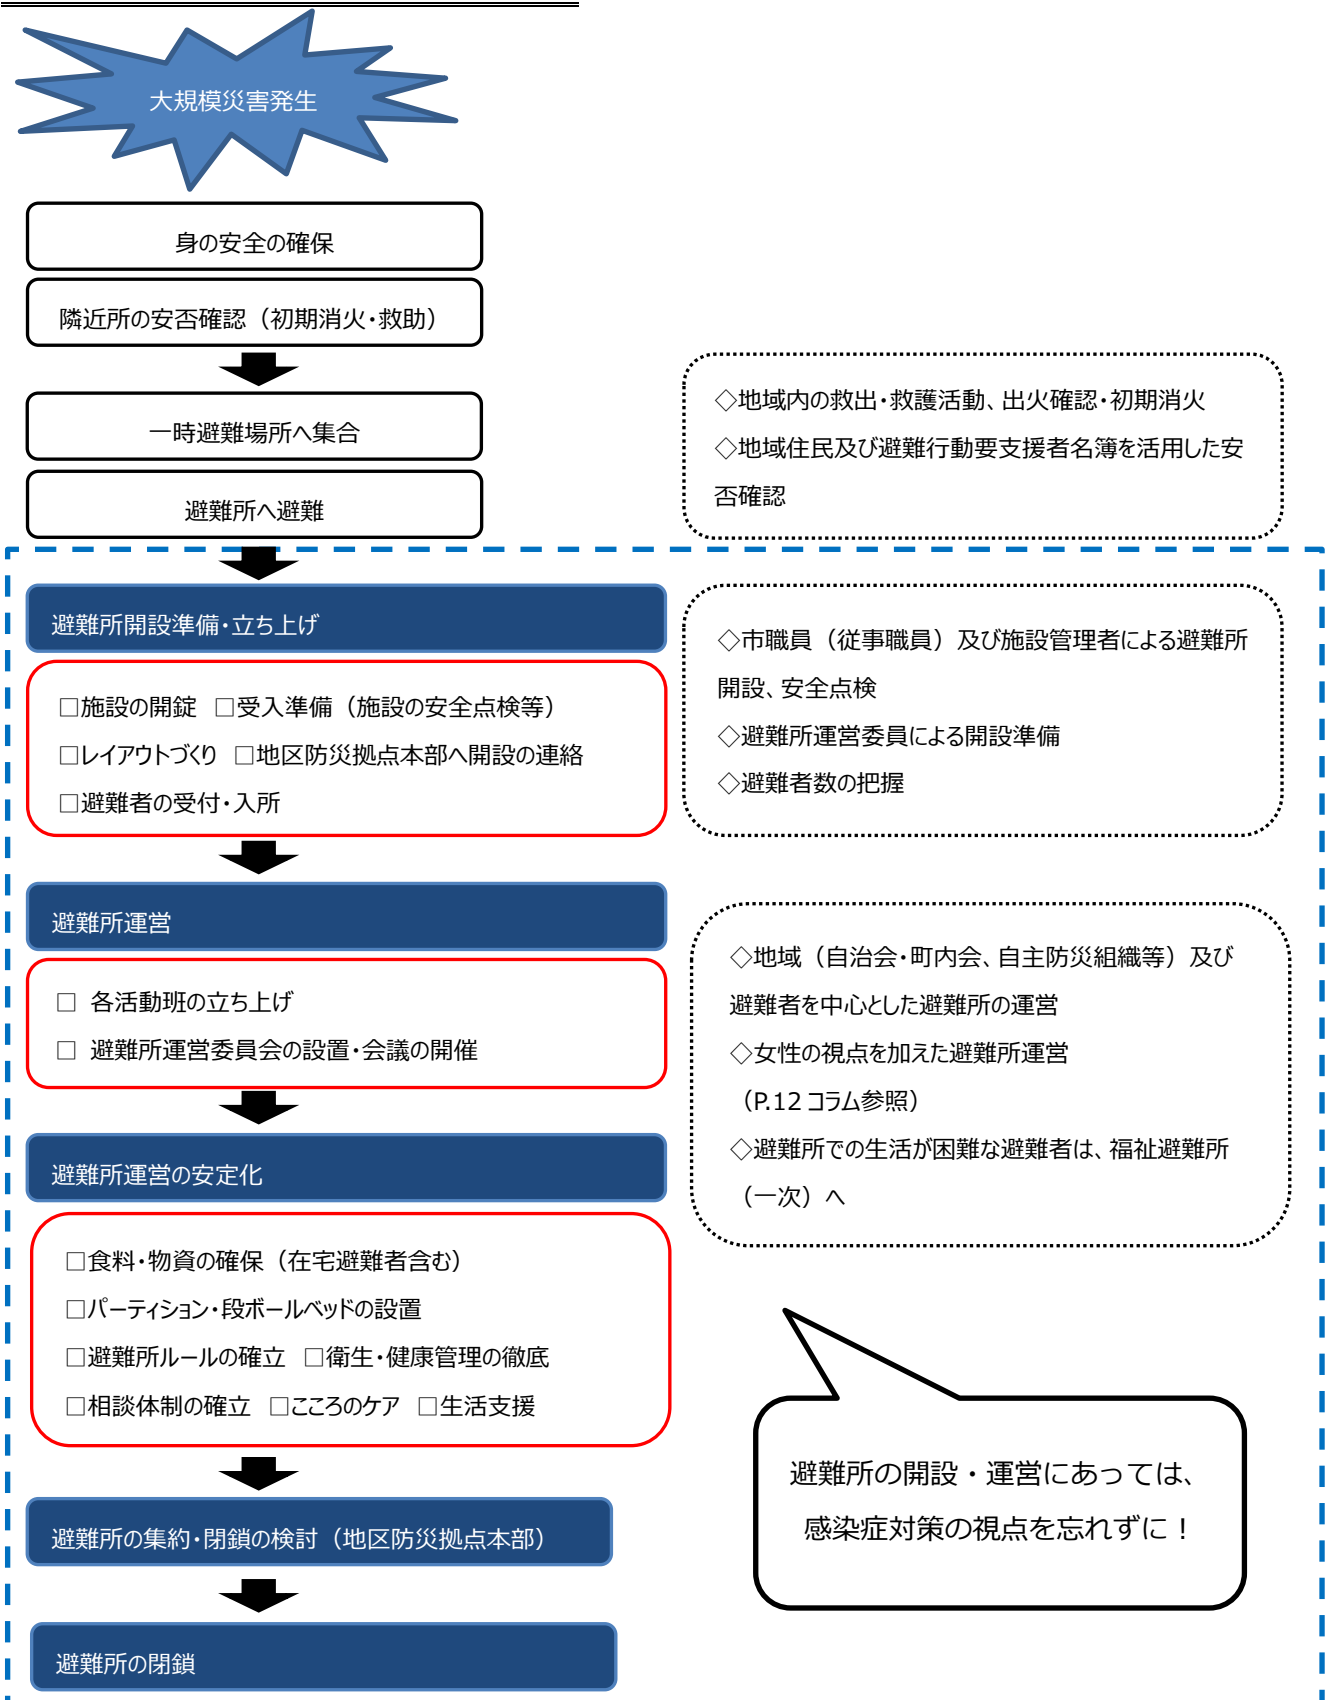 大規模災害発生
身の安全の確保
隣近所の安否確認（初期消火・救助）
一時避難場所へ集合
避難所へ避難
◇地域内の救出・救護活動、出火確認・初期消火
◇地域住民及び避難行動要支援者名簿を活用した安
否確認
避難所開設準備・立ち上げ
□施設の開錠 □受入準備（施設の安全点検等）
□レイアウトづくり □地区防災拠点本部へ開設の連絡
□避難者の受付・入所
◇市職員（従事職員）及び施設管理者による避難所
開設、安全点検
◇避難所運営委員による開設準備
◇避難者数の把握
避難所運営
□ 各活動班の立ち上げ
□ 避難所運営委員会の設置・会議の開催
◇地域（自治会・町内会、自主防災組織等）及び
避難者を中心とした避難所の運営
◇女性の視点を加えた避難所運営
（P.12 コラム参照）
◇避難所での生活が困難な避難者は、福祉避難所
（一次）へ
避難所運営の安定化
□食料・物資の確保（在宅避難者含む）
□パーティション・段ボールベッドの設置
□避難所ルールの確立 □衛生・健康管理の徹底
□相談体制の確立 □こころのケア □生活支援
避難所の開設・運営にあっては、
感染症対策の視点を忘れずに！
避難所の集約・閉鎖の検討（地区防災拠点本部）
避難所の閉鎖